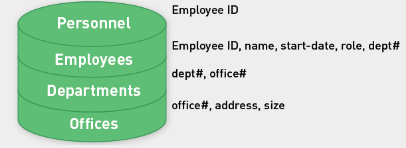 Personnel
Employee ID
Employees
Employee ID, name, start-date, role, dept#
Departments
dept#, office#
Offices
office#, address, size